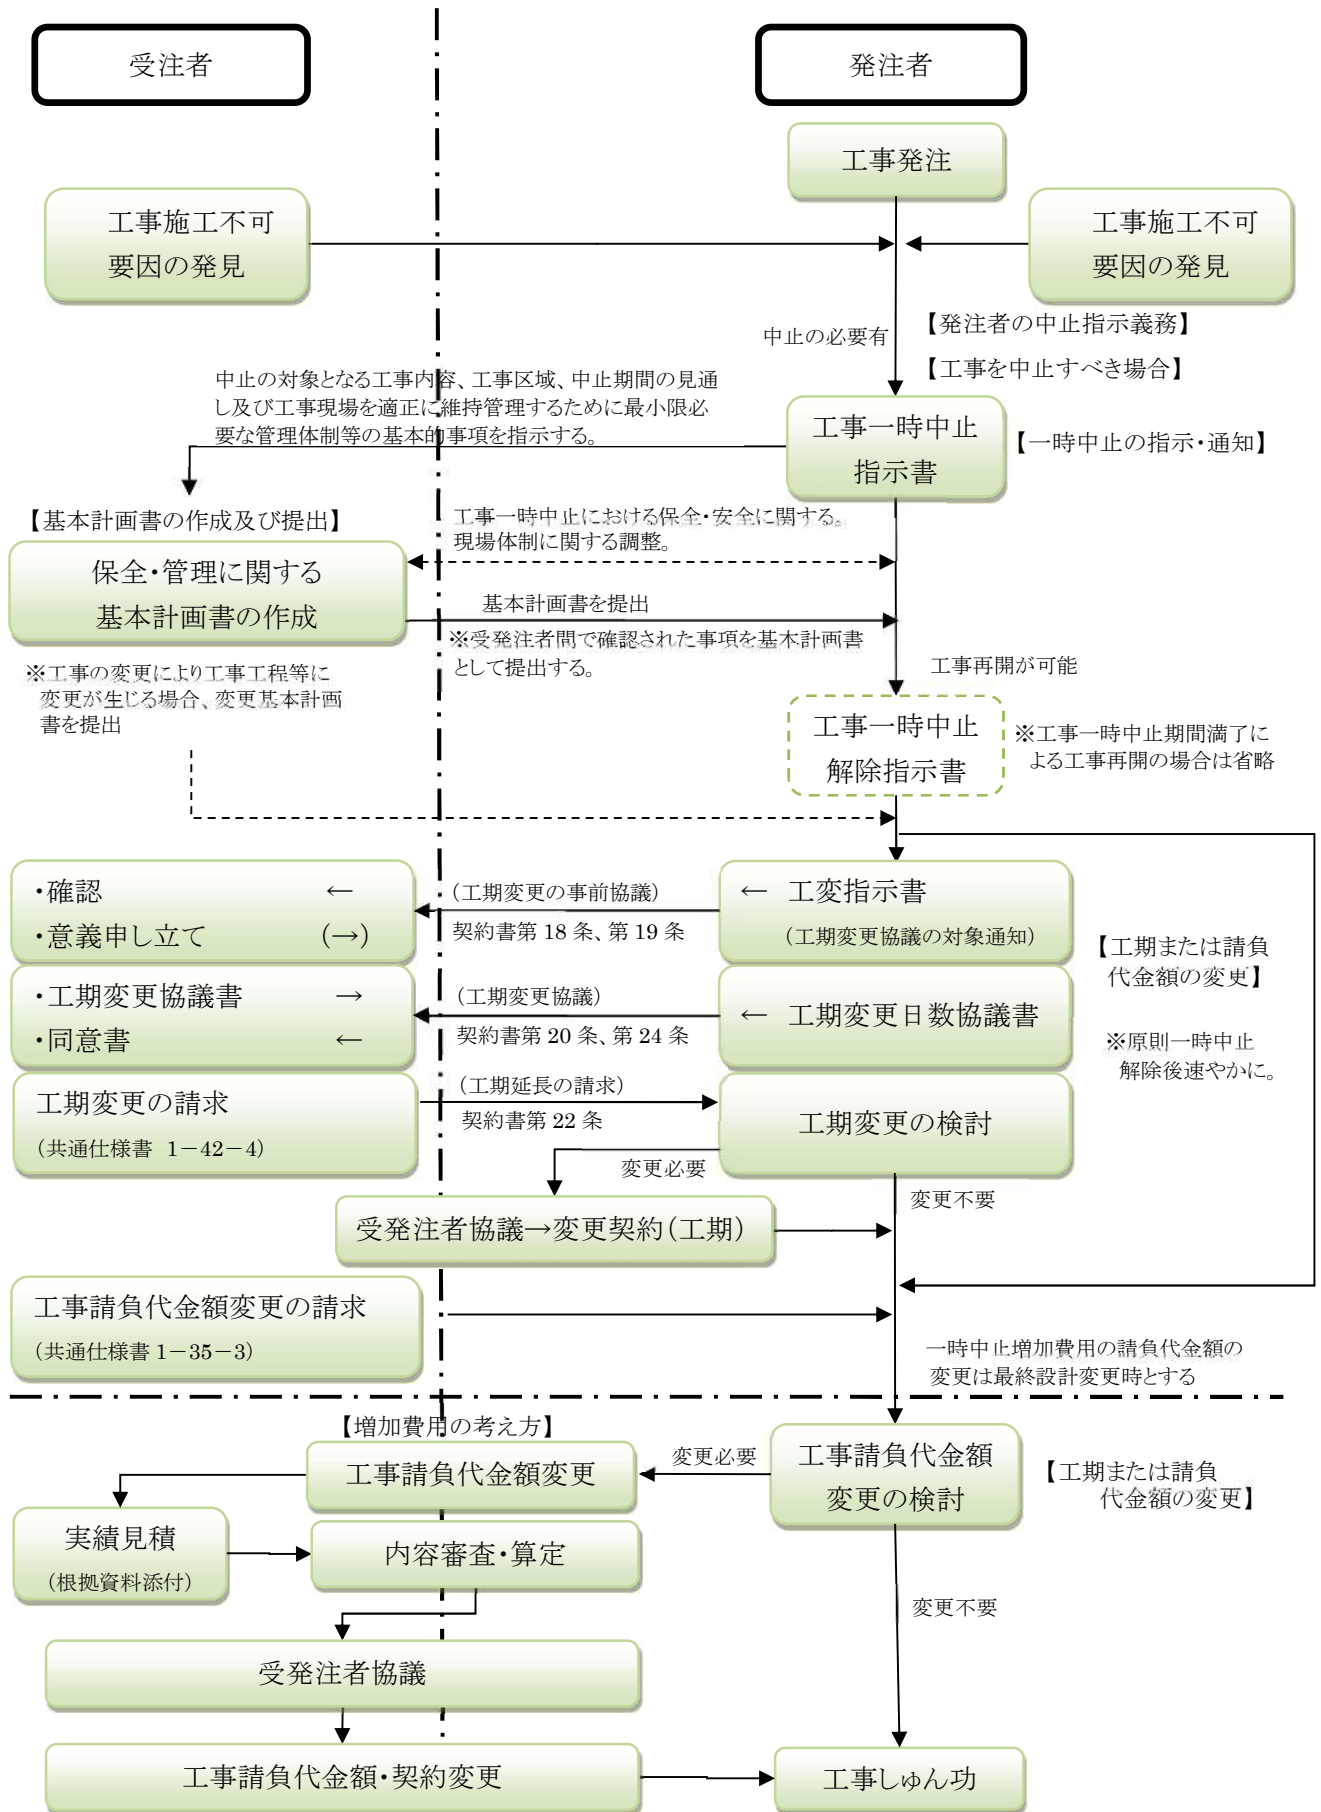 受注者
発注者
工事発注
工事施工不可
要因の発見
工事施工不可
要因の発見
中止の必要有
【発注者の中止指示義務】
【工事を中止すべき場合】
中止の対象となる工事内容、工事区域、中止期間の見通
し及び工事現場を適正に維持管理するために最小限必
要な管理体制等の基本的事項を指示する。
工事一時中止
指示書
【一時中止の指示・通知】
【基本計画書の作成及び提出】
工事一時中止における保全・安全に関する。
現場体制に関する調整。
保全・管理に関する
基本計画書の作成
基本計画書を提出
※受発注者間で確認された事項を基本計画書
として提出する。
※工事の変更により工事工程等に
変更が生じる場合、変更基本計画
書を提出
工事再開が可能
工事一時中止
解除指示書
※工事一時中止期間満了に
よる工事再開の場合は省略
・確認 ←
・意義申し立て (→)
(工期変更の事前協議)
契約書第 18 条、第 19 条
← 工変指示書
(工期変更協議の対象通知)
【工期または請負
代金額の変更】
・工期変更協議書 →
・同意書 ←
(工期変更協議)
契約書第 20 条、第 24 条
← 工期変更日数協議書
※原則一時中止
解除後速やかに。
工期変更の請求
(共通仕様書 1-42-4)
(工期延長の請求)
契約書第 22 条
工期変更の検討
変更必要
変更不要
受発注者協議→変更契約(工期)
工事請負代金額変更の請求
(共通仕様書 1-35-3)
一時中止増加費用の請負代金額の
変更は最終設計変更時とする
【増加費用の考え方】
工事請負代金額変更
変更必要
工事請負代金額
変更の検討
【工期または請負
代金額の変更】
実績見積
(根拠資料添付)
内容審査・算定
変更不要
受発注者協議
工事請負代金額・契約変更
工事しゅん功